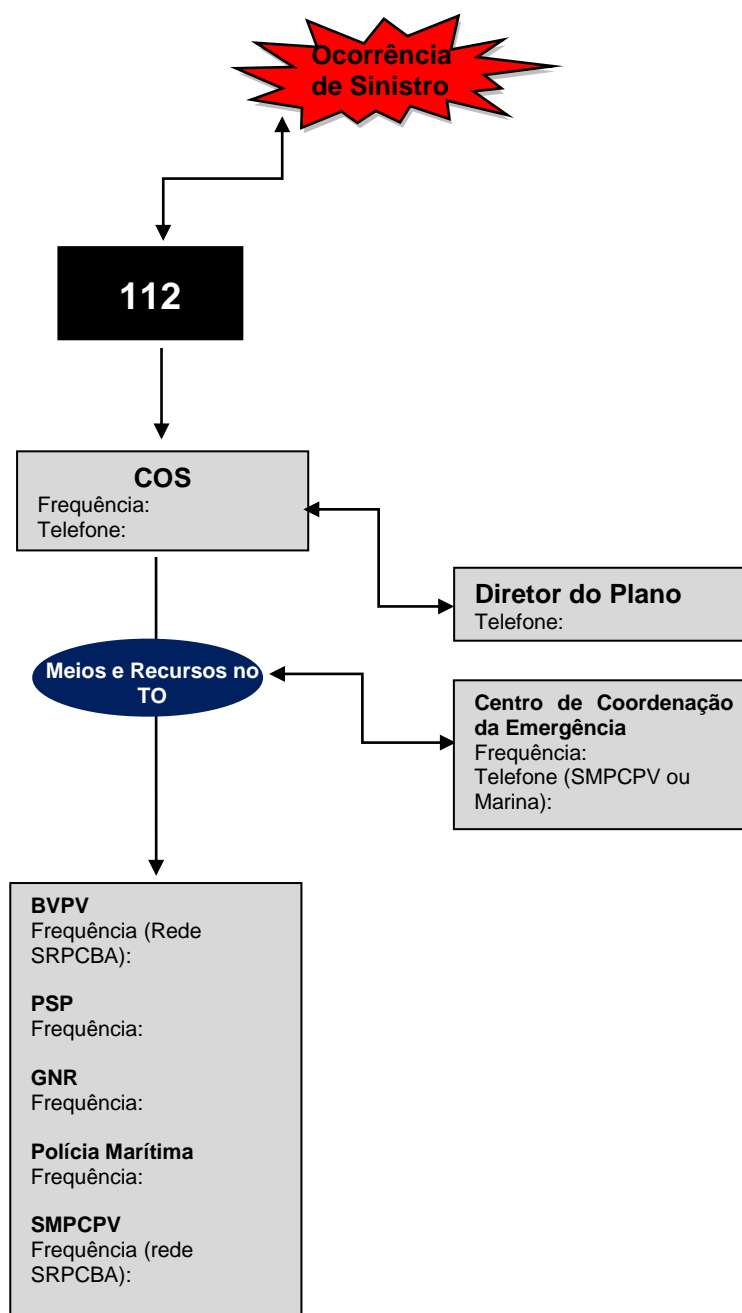 Ocorrência
de Sinistro
112
COS
Frequência:
Telefone:
Diretor do Plano
Telefone:
Meios e Recursos no
TO
Centro de Coordenação
da Emergência
Frequência:
Telefone (SMPCPV ou
Marina):
BVPV
Frequência (Rede
SRPCBA):
PSP
Frequência:
GNR
Frequência:
Polícia Marítima
Frequência:
SMPCPV
Frequência (rede
SRPCBA):